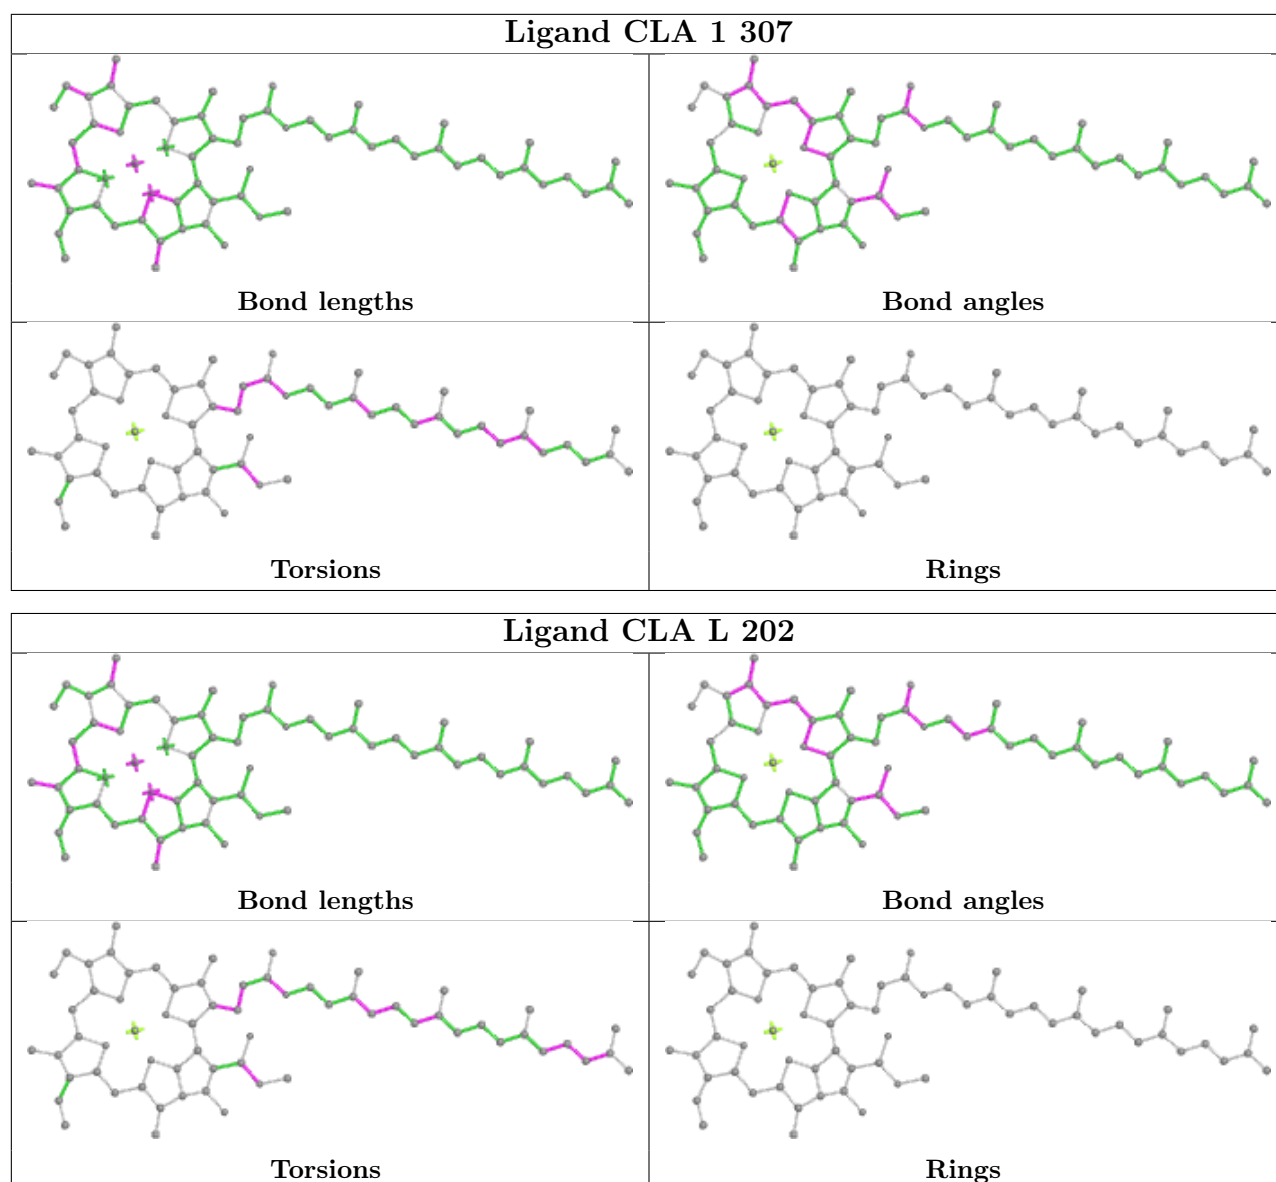 Ligand CLA 1 307
Bond lengths
Bond angles
Torsions
Rings
Ligand CLA L 202
Bond lengths
Bond angles
Torsions
Rings